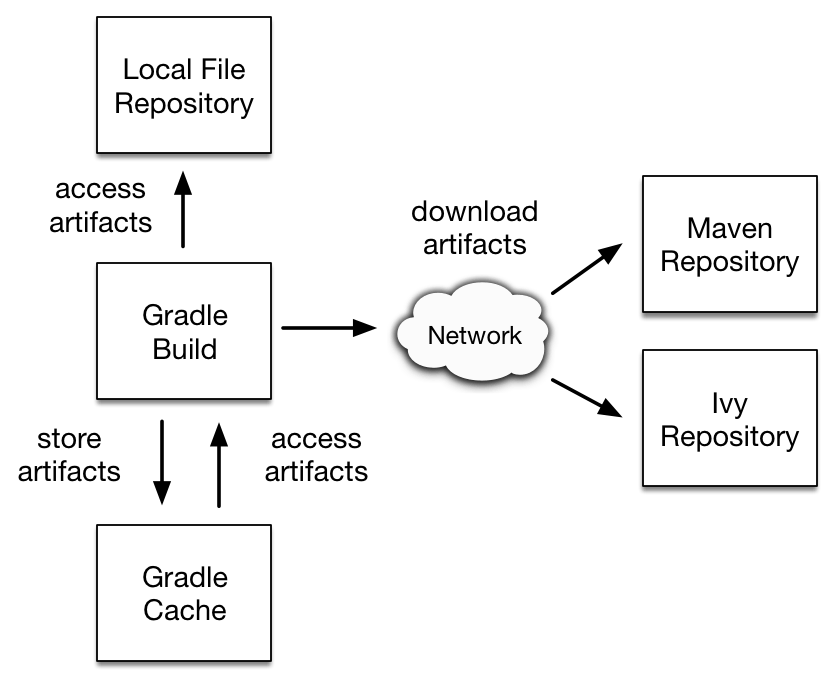 Local File
Repository
access
artifacts
download
artifacts
Maven
Repository
Gradle
Build
Network
Ivy
Repository
store
artifacts
access
artifacts
Gradle
Cache